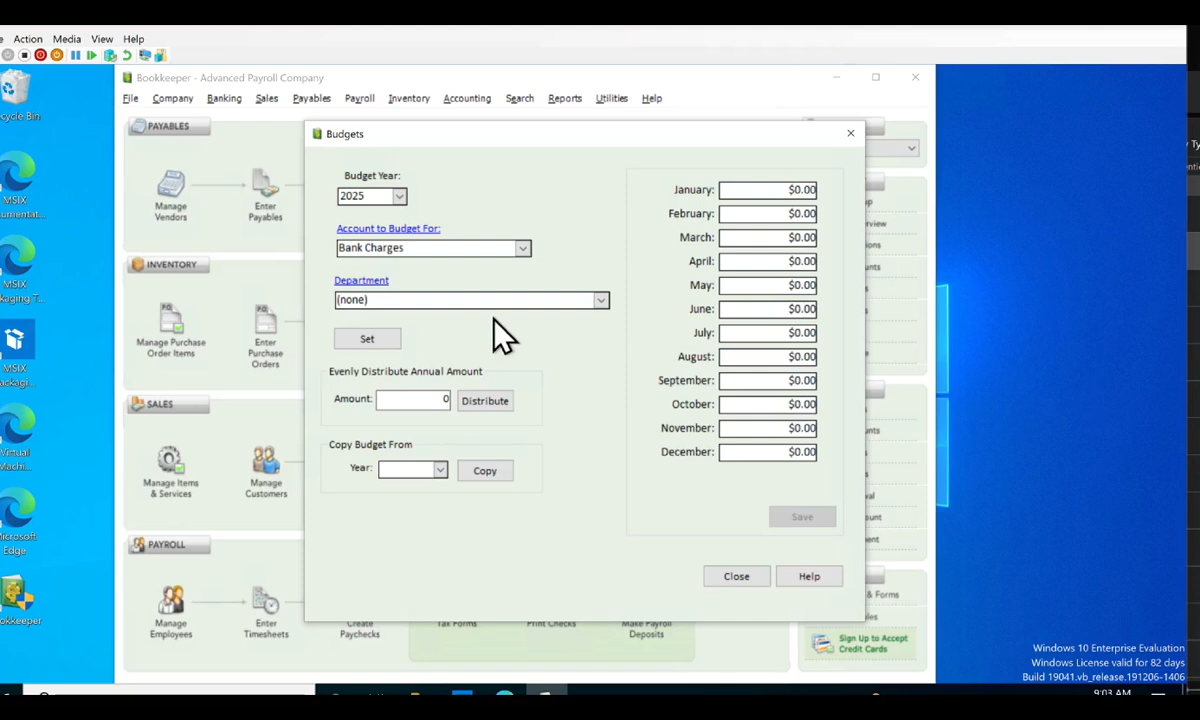 Action Media View Help
Bookkeeper - Advanced Payroll Company
File Company Banking Sales Payables Payroll Inventory Accounting Search Reports Utilities Help
PAYABLES
Manage Vendors
Enter Payables
INVENTORY
Manage Purchase Order Items
Enter Purchase Orders
SALES
Manage Items & Services
Manage Customers
PAYROLL
Manage Employees
Enter Timesheets
Create Paychecks
Tax Forms
Print Checks
Make Payroll Deposits
Budgets
Budget Year:
2025
Account to Budget For:
Bank Charges
Department
(none)
Set
Evenly Distribute Annual Amount
Amount: 0 Distribute
Copy Budget From
Year: Copy
January: $0.00
February: $0.00
March: $0.00
April: $0.00
May: $0.00
June: $0.00
July: $0.00
August: $0.00
September: $0.00
October: $0.00
November: $0.00
December: $0.00
Save
Close Help
& Forms
Sign Up to Accept
Credit Cards
MSIX
MSIX
MSIX
Virtual
Edge
Windows 10 Enterprise Evaluation
Windows License valid for 82 days
Build 19041.vb_release.191206-1406
9:03 AM